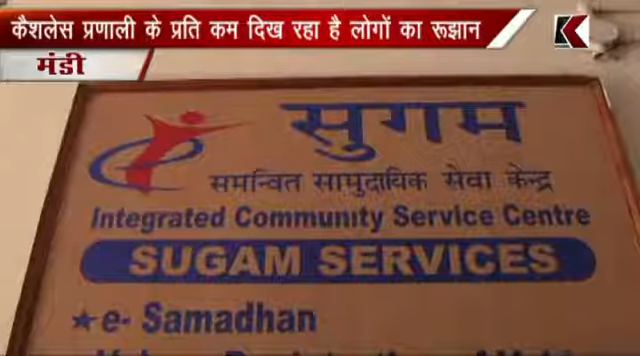 कैशलेस प्रणाली के प्रति कम दिख रहा है लोगों का रूझान
मंडी
सुगम
समन्वित सामुदायिक सेवा केन्द्र
Integrated Community Service Centre
SUGAM SERVICES
e- Samadhan